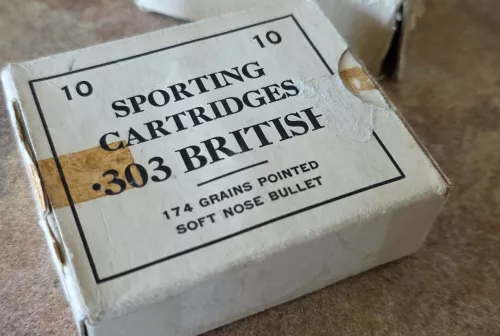 10 10
SPORTING
CARTRIDGES
.303 BRITISH
174 GRAINS POINTED
SOFT NOSE BULLET